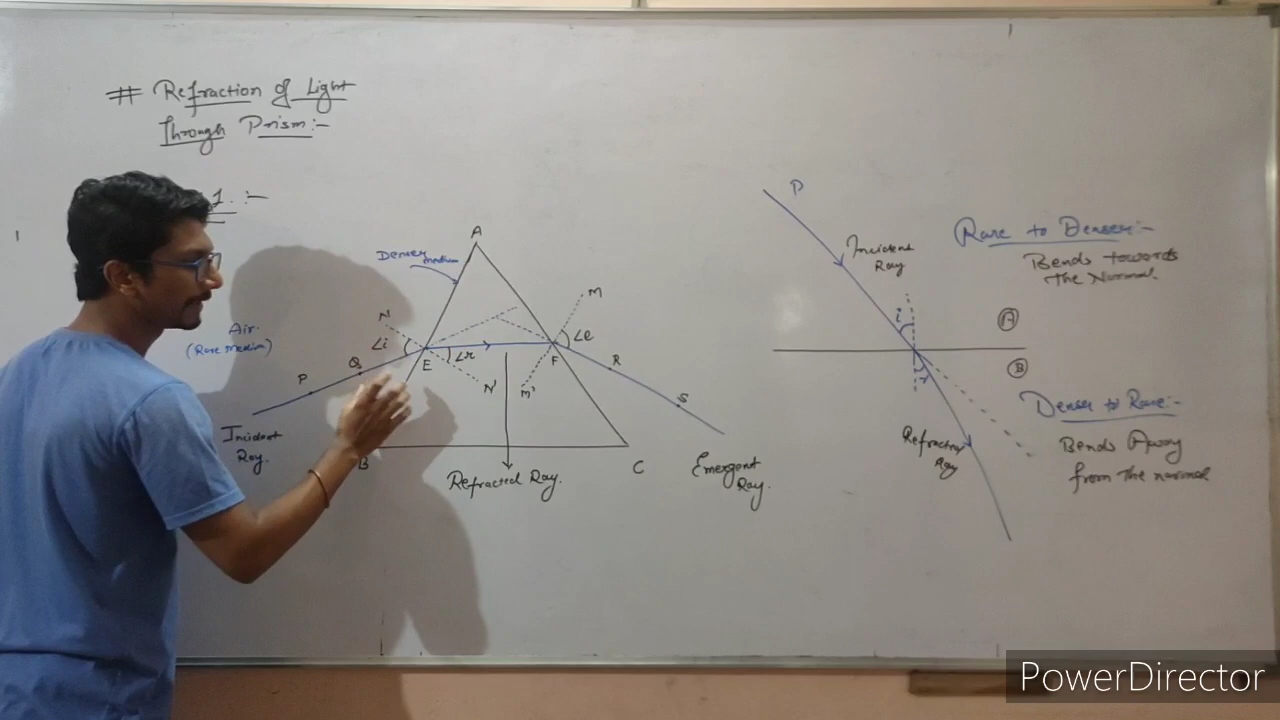 # Refraction of Light
Through Prism:-
1. :-
A
Denser
medium
Air.
(Rare Medium)
N
M
∠i
∠r
∠e
E
F
P
Q
R
S
N'
M'
Incident
Ray.
B
C
Refracted Ray.
Emergent
Ray.
P
Incident
Ray
i
r
A
B
Refracted
Ray
Rare to Denser:-
Bends towards
the Normal.
Denser to Rare:-
Bends Away
from the normal
PowerDirector